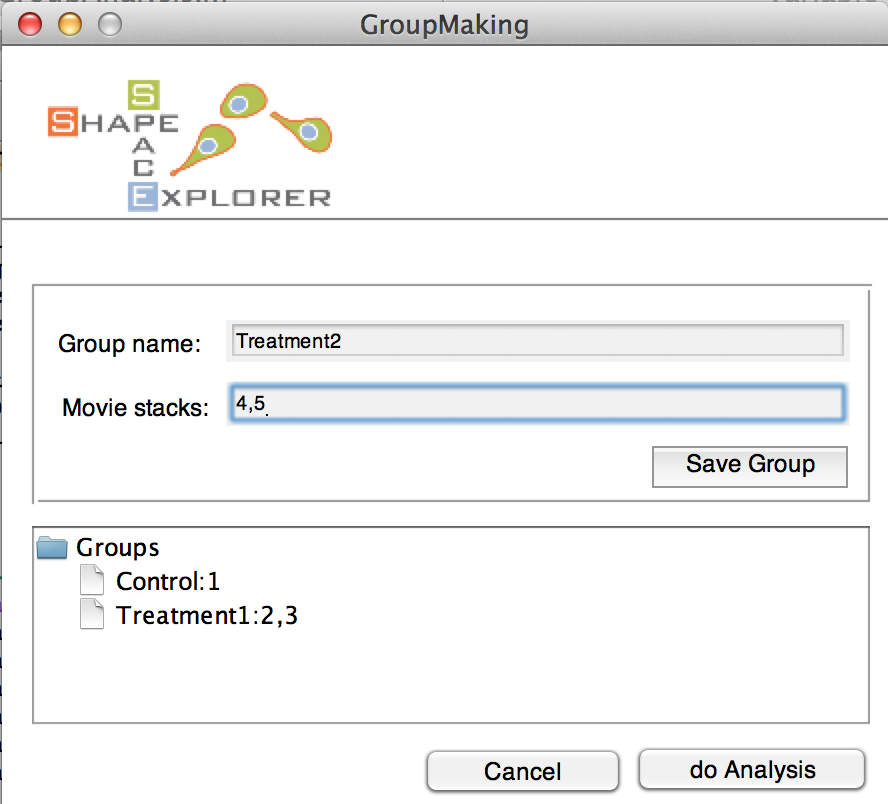 GroupMaking
SHAPE
SPACE
EXPLORER
Group name: Treatment2
Movie stacks: 4,5
Save Group
Groups
Control:1
Treatment1:2,3
Cancel
do Analysis